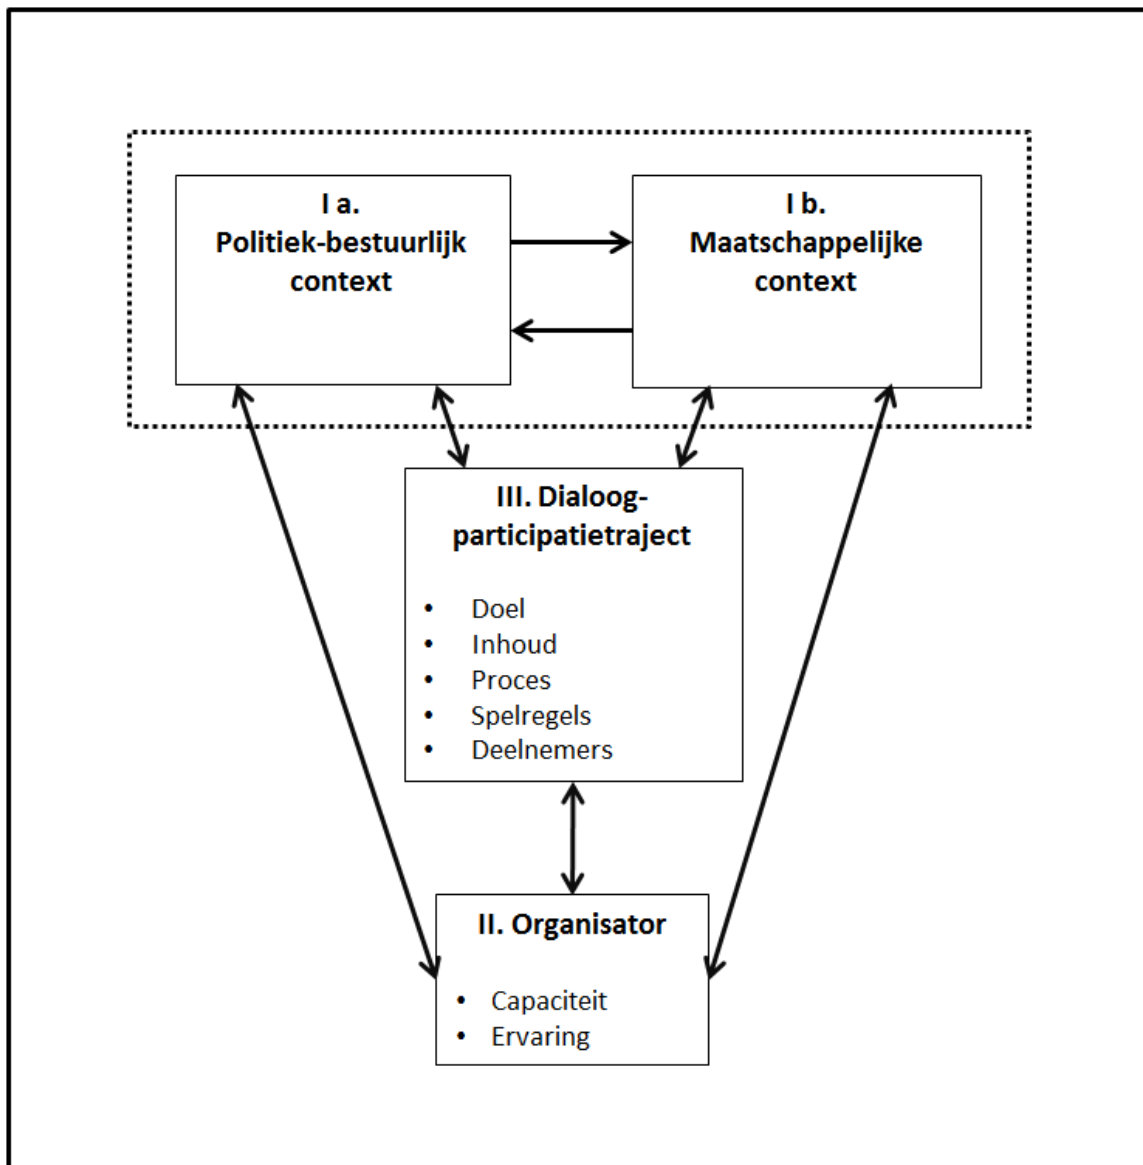 I a.
Politiek-bestuurlijk
context
I b.
Maatschappelijke
context
III. Dialoog-
participatietraject
• Doel
• Inhoud
• Proces
• Spelregels
• Deelnemers
II. Organisator
• Capaciteit
• Ervaring